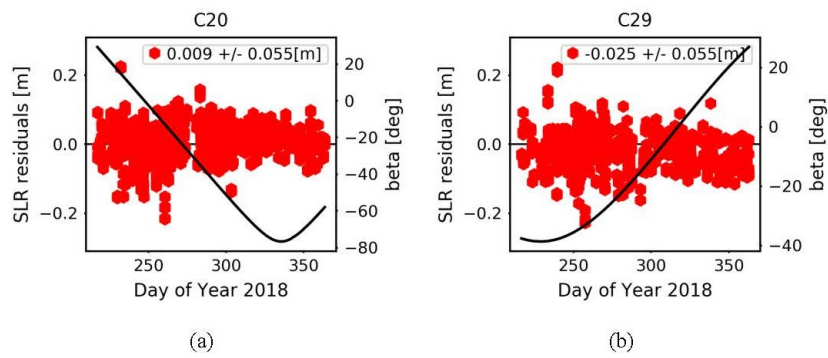 C20
0.009 +/- 0.055[m]
SLR residuals [m]
0.2
0.0
−0.2
20
0
−20
−40
−60
−80
beta [deg]
250
300
350
Day of Year 2018
(a)
C29
-0.025 +/- 0.055[m]
SLR residuals [m]
0.2
0.0
−0.2
20
0
−20
−40
beta [deg]
250
300
350
Day of Year 2018
(b)